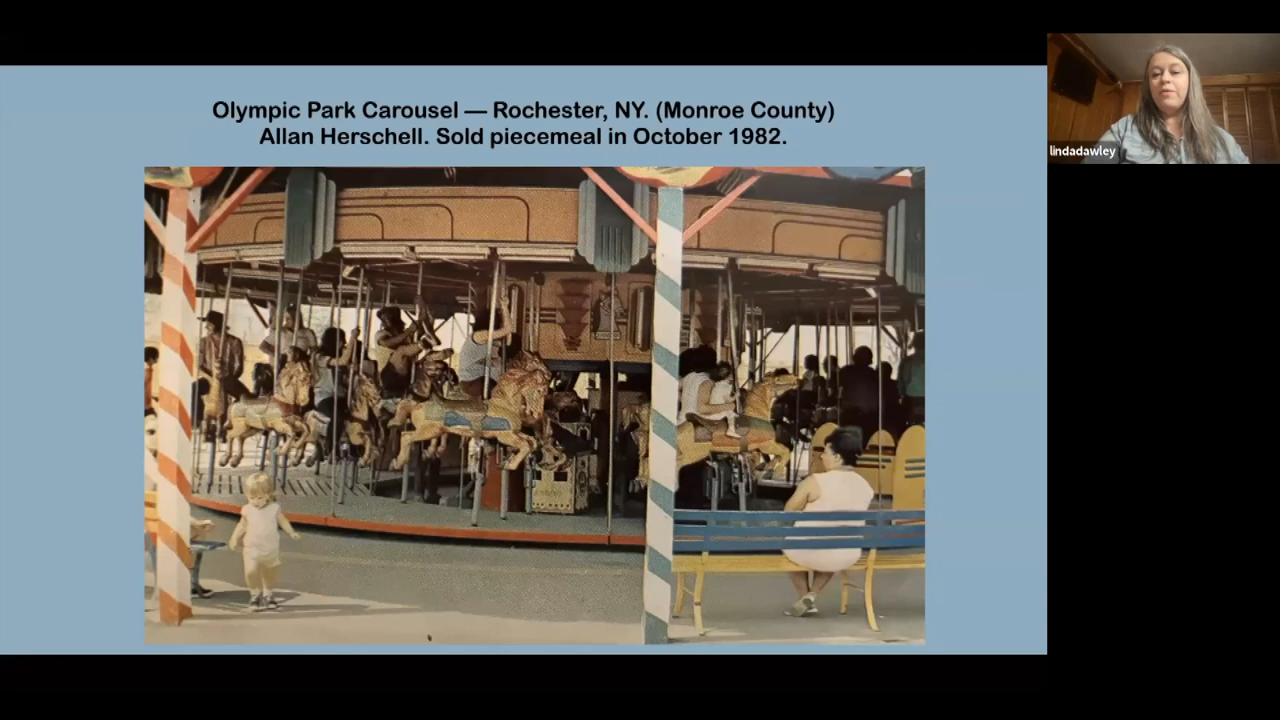 Olympic Park Carousel — Rochester, NY. (Monroe County)
Allan Herschell. Sold piecemeal in October 1982.
lindadawley